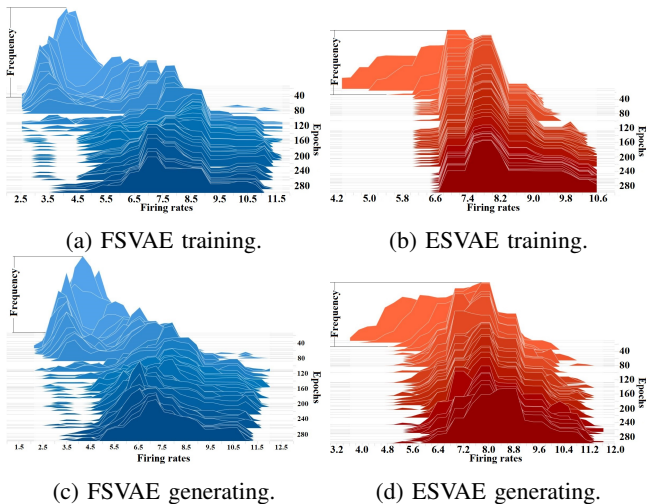 Frequency
40
80
120
160
200
240
280
Epochs
2.5 3.5 4.5 5.5 6.5 7.5 8.5 9.5 10.5 11.5
Firing rates
(a) FSVAE training.
Frequency
40
80
120
160
200
240
280
Epochs
4.2 5.0 5.8 6.6 7.4 8.2 9.0 9.8 10.6
Firing rates
(b) ESVAE training.
Frequency
40
80
120
160
200
240
280
Epochs
1.5 2.5 3.5 4.5 5.5 6.5 7.5 8.5 9.5 10.5 11.5 12.5
Firing rates
(c) FSVAE generating.
Frequency
40
80
120
160
200
240
280
Epochs
3.2 4.0 4.8 5.6 6.4 7.2 8.0 8.8 9.6 10.4 11.2 12.0
Firing rates
(d) ESVAE generating.